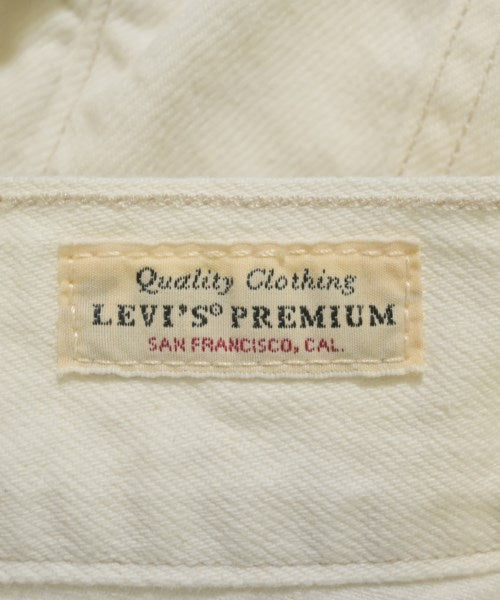 Quality Clothing
LEVI'S® PREMIUM
SAN FRANCISCO, CAL.